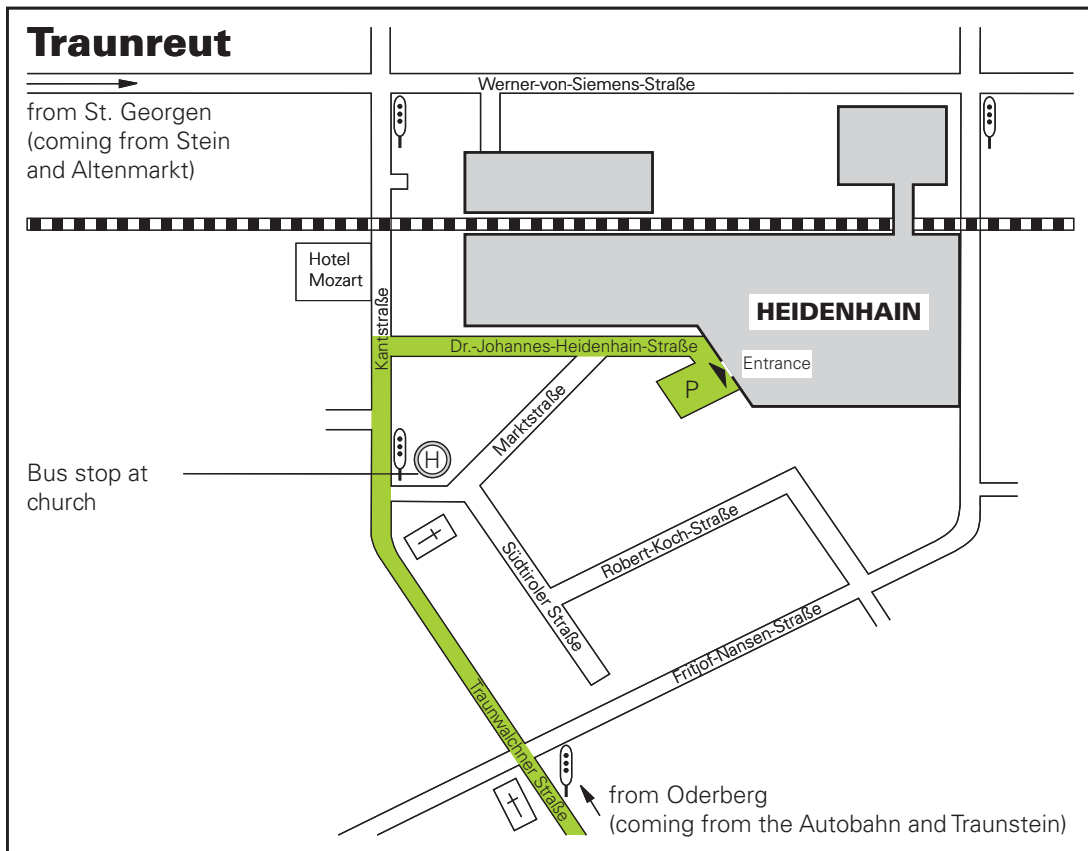 Traunreut
Werner-von-Siemens-Straße
from St. Georgen
(coming from Stein
and Altenmarkt)
Hotel
Mozart
Kantstraße
HEIDENHAIN
Dr.-Johannes-Heidenhain-Straße
Entrance
P
Marktstraße
H
Bus stop at
church
Robert-Koch-Straße
Südtiroler Straße
Fritjof-Nansen-Straße
Traunwalchner Straße
from Oderberg
(coming from the Autobahn and Traunstein)